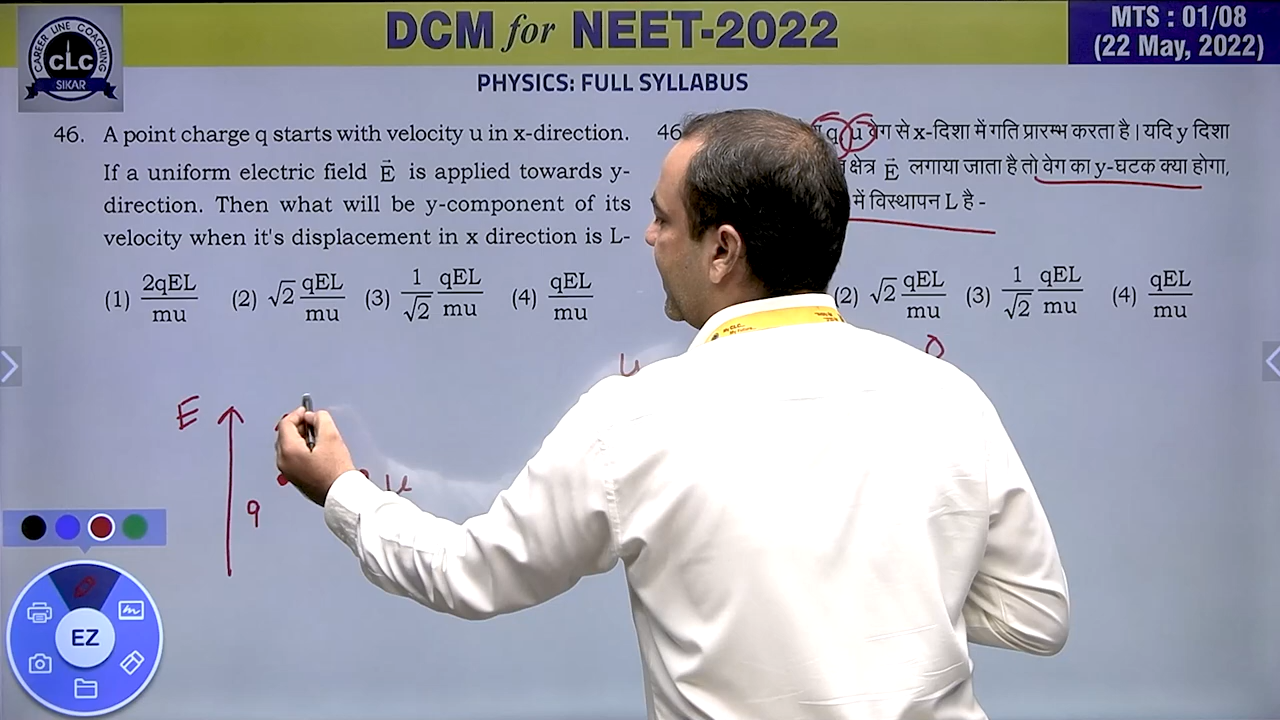 DCM for NEET-2022
MTS : 01/08
(22 May, 2022)
CAREER LINE COACHING
CLC
SIKAR
PHYSICS: FULL SYLLABUS
46. A point charge q starts with velocity u in x-direction.
If a uniform electric field E⃗ is applied towards y-
direction. Then what will be y-component of its
velocity when it's displacement in x direction is L-
(1) 2qEL/mu (2) √2 qEL/mu (3) 1/√2 qEL/mu (4) qEL/mu
46 q u वेग से x-दिशा में गति प्रारम्भ करता है। यदि y दिशा
क्षेत्र E⃗ लगाया जाता है तो वेग का y-घटक क्या होगा,
में विस्थापन L है -
(2) √2 qEL/mu (3) 1/√2 qEL/mu (4) qEL/mu
u
E
q
u
EZ